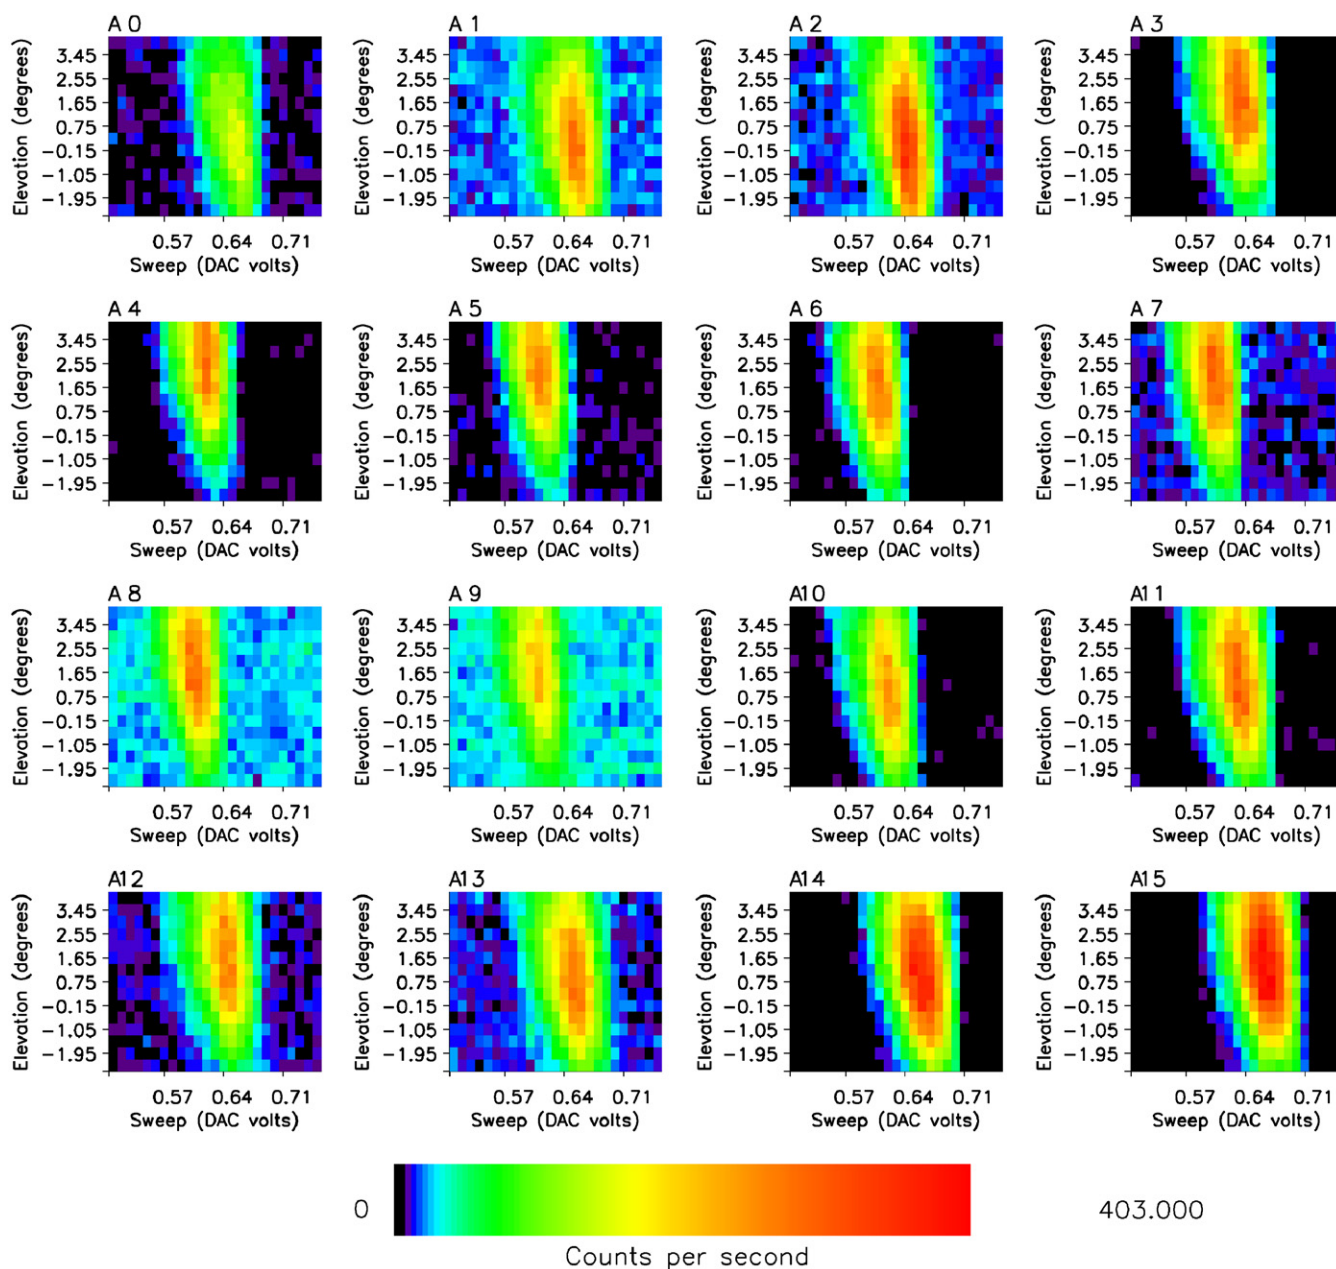 A 0 A 1 A 2 A 3
Elevation (degrees) Elevation (degrees) Elevation (degrees) Elevation (degrees)
3.45 3.45 3.45 3.45
2.55 2.55 2.55 2.55
1.65 1.65 1.65 1.65
0.75 0.75 0.75 0.75
-0.15 -0.15 -0.15 -0.15
-1.05 -1.05 -1.05 -1.05
-1.95 -1.95 -1.95 -1.95
0.57 0.64 0.71 0.57 0.64 0.71 0.57 0.64 0.71 0.57 0.64 0.71
Sweep (DAC volts) Sweep (DAC volts) Sweep (DAC volts) Sweep (DAC volts)
A 4 A 5 A 6 A 7
Elevation (degrees) Elevation (degrees) Elevation (degrees) Elevation (degrees)
3.45 3.45 3.45 3.45
2.55 2.55 2.55 2.55
1.65 1.65 1.65 1.65
0.75 0.75 0.75 0.75
-0.15 -0.15 -0.15 -0.15
-1.05 -1.05 -1.05 -1.05
-1.95 -1.95 -1.95 -1.95
0.57 0.64 0.71 0.57 0.64 0.71 0.57 0.64 0.71 0.57 0.64 0.71
Sweep (DAC volts) Sweep (DAC volts) Sweep (DAC volts) Sweep (DAC volts)
A 8 A 9 A10 A11
Elevation (degrees) Elevation (degrees) Elevation (degrees) Elevation (degrees)
3.45 3.45 3.45 3.45
2.55 2.55 2.55 2.55
1.65 1.65 1.65 1.65
0.75 0.75 0.75 0.75
-0.15 -0.15 -0.15 -0.15
-1.05 -1.05 -1.05 -1.05
-1.95 -1.95 -1.95 -1.95
0.57 0.64 0.71 0.57 0.64 0.71 0.57 0.64 0.71 0.57 0.64 0.71
Sweep (DAC volts) Sweep (DAC volts) Sweep (DAC volts) Sweep (DAC volts)
A12 A13 A14 A15
Elevation (degrees) Elevation (degrees) Elevation (degrees) Elevation (degrees)
3.45 3.45 3.45 3.45
2.55 2.55 2.55 2.55
1.65 1.65 1.65 1.65
0.75 0.75 0.75 0.75
-0.15 -0.15 -0.15 -0.15
-1.05 -1.05 -1.05 -1.05
-1.95 -1.95 -1.95 -1.95
0.57 0.64 0.71 0.57 0.64 0.71 0.57 0.64 0.71 0.57 0.64 0.71
Sweep (DAC volts) Sweep (DAC volts) Sweep (DAC volts) Sweep (DAC volts)
0 403.000
Counts per second